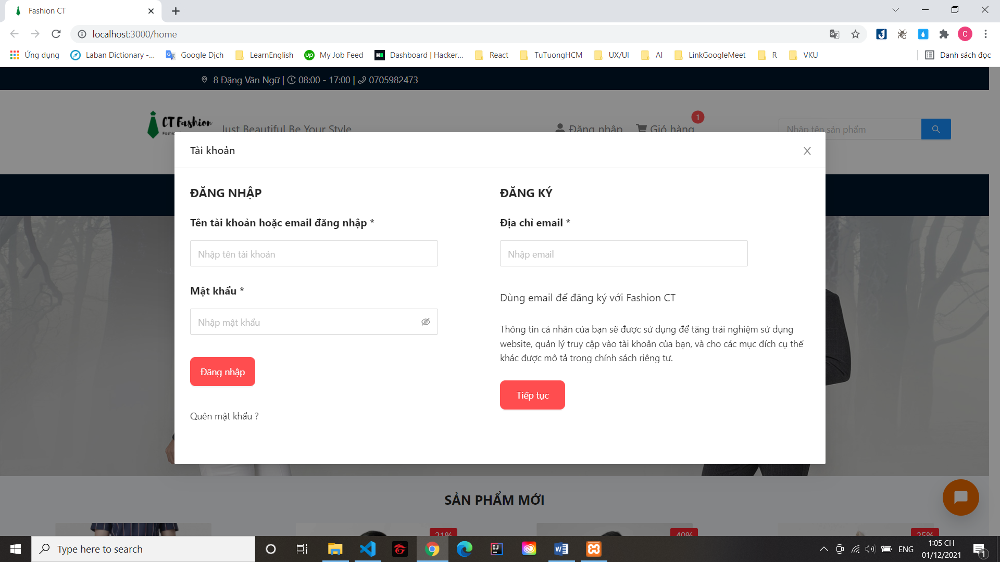 Fashion CT
localhost:3000/home
C
Ứng dụng
Laban Dictionary -...
Google Dịch
LearnEnglish
up
My Job Feed
Dashboard | Hacker...
React
TuTuongHCM
UX/UI
AI
LinkGoogleMeet
R
VKU
Danh sách đọc
8 Đặng Văn Ngữ | 08:00 - 17:00 | 0705982473
CT Fashion
Just Beautiful Be Your Style
Đăng nhập
Giỏ hàng
1
Nhập tên sản phẩm
Tài khoản
ĐĂNG NHẬP
Tên tài khoản hoặc email đăng nhập *
Nhập tên tài khoản
Mật khẩu *
Nhập mật khẩu
Đăng nhập
Quên mật khẩu ?
ĐĂNG KÝ
Địa chỉ email *
Nhập email
Dùng email để đăng ký với Fashion CT
Thông tin cá nhân của bạn sẽ được sử dụng để tăng trải nghiệm sử dụng
website, quản lý truy cập vào tài khoản của bạn, và cho các mục đích cụ thể
khác được mô tả trong chính sách riêng tư.
Tiếp tục
SẢN PHẨM MỚI
21%
40%
25%
Type here to search
ENG
1:05 CH
01/12/2021
1